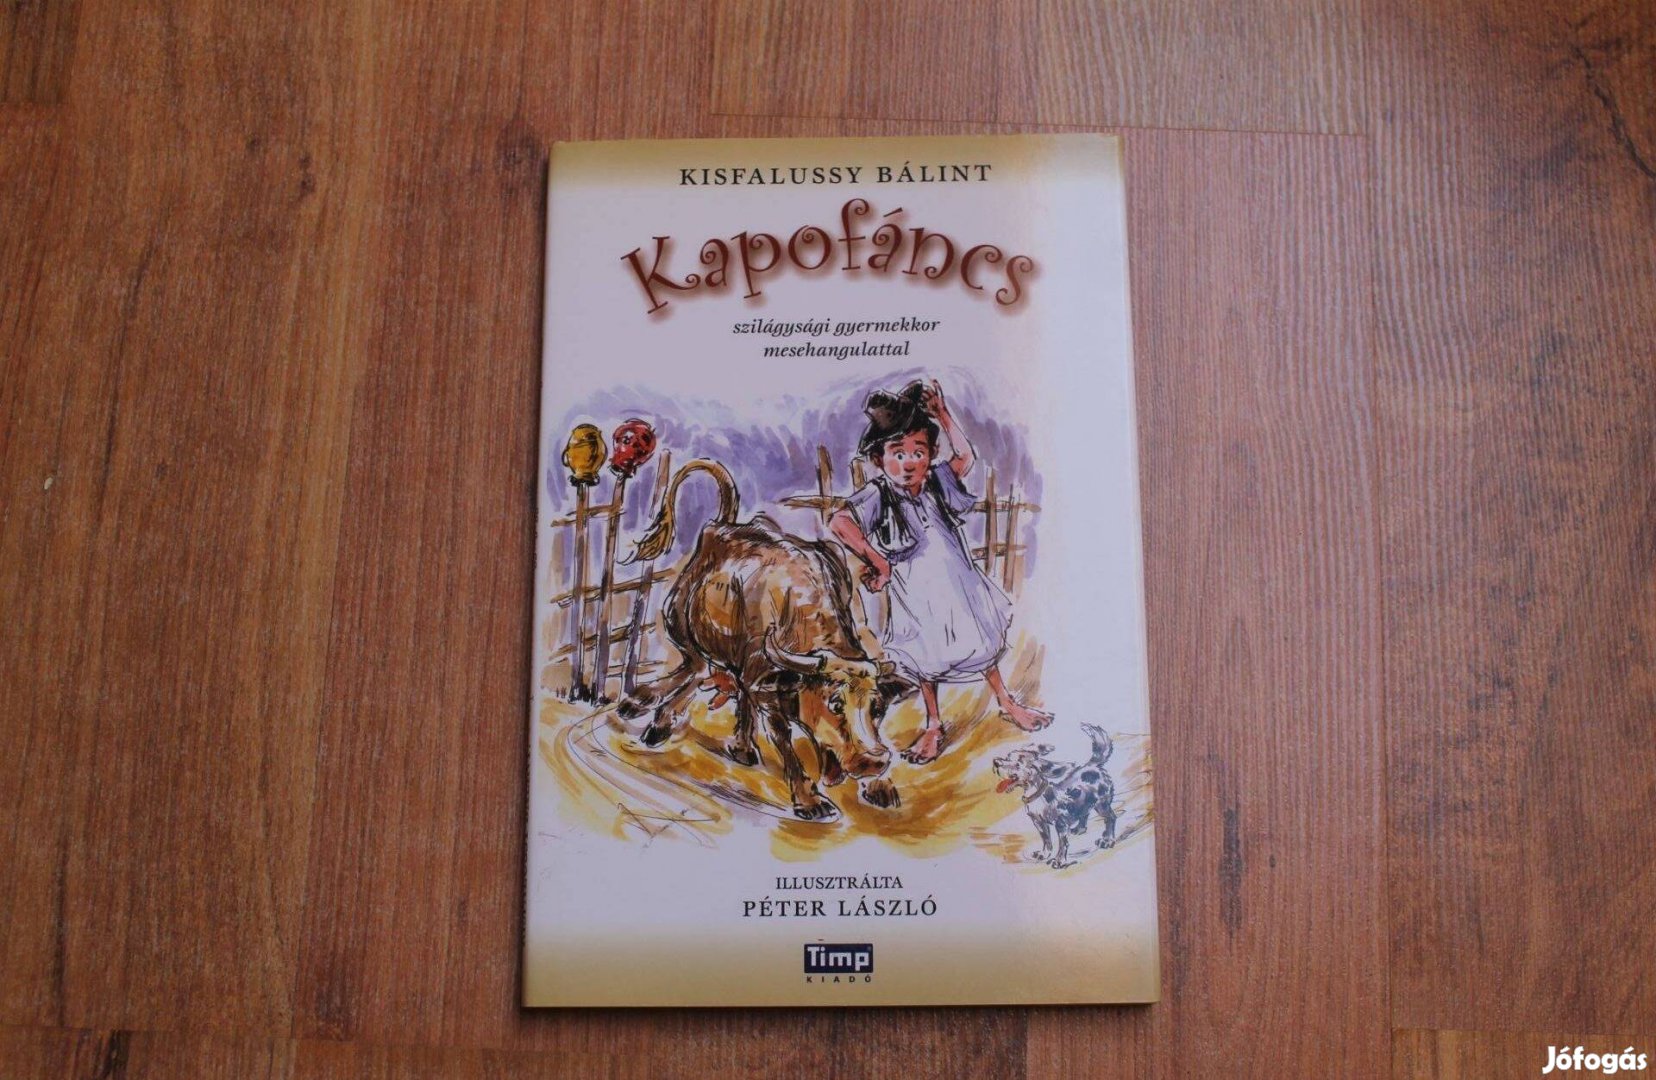 KISFALUSSY BÁLINT
Kapofáncs
szilágysági gyermekkor
mesehangulattal
ILLUSZTRÁLTA
PÉTER LÁSZLÓ
Timp
KIADÓ
Jófogás